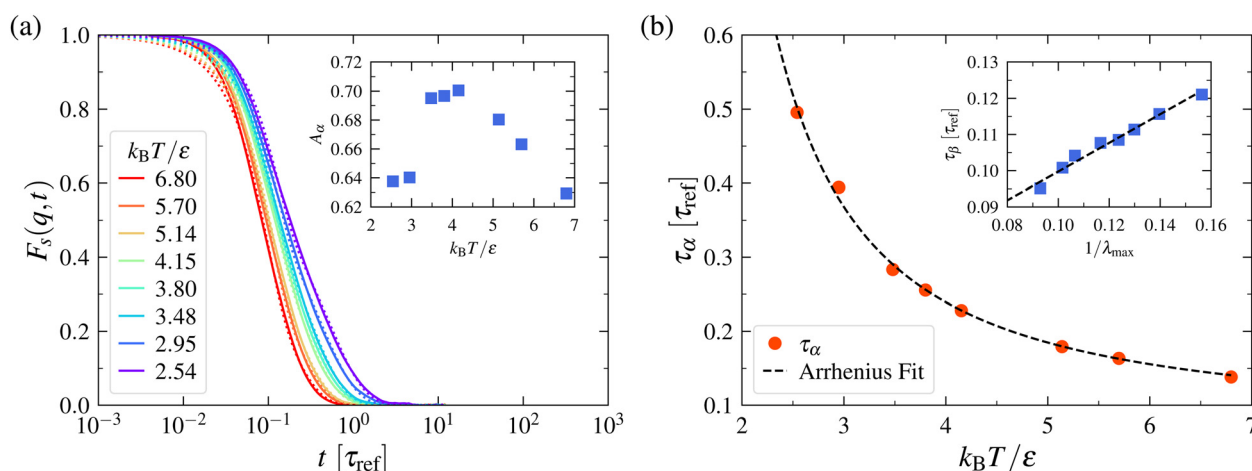 (a)
1.0
0.8
0.6
0.4
0.2
0.0
F_s(q, t)
k_BT/ε
6.80
5.70
5.14
4.15
3.80
3.48
2.95
2.54
0.72
0.70
0.68
0.66
0.64
0.62
A_α
2 3 4 5 6 7
k_BT/ε
10^−3 10^−2 10^−1 10^0 10^1 10^2 10^3
t [τ_ref]
(b)
0.6
0.5
0.4
0.3
0.2
0.1
τ_α [τ_ref]
0.13
0.12
0.11
0.10
0.09
τ_β [τ_ref]
0.08 0.10 0.12 0.14 0.16
1/λ_max
τ_α
Arrhenius Fit
2 3 4 5 6 7
k_BT/ε